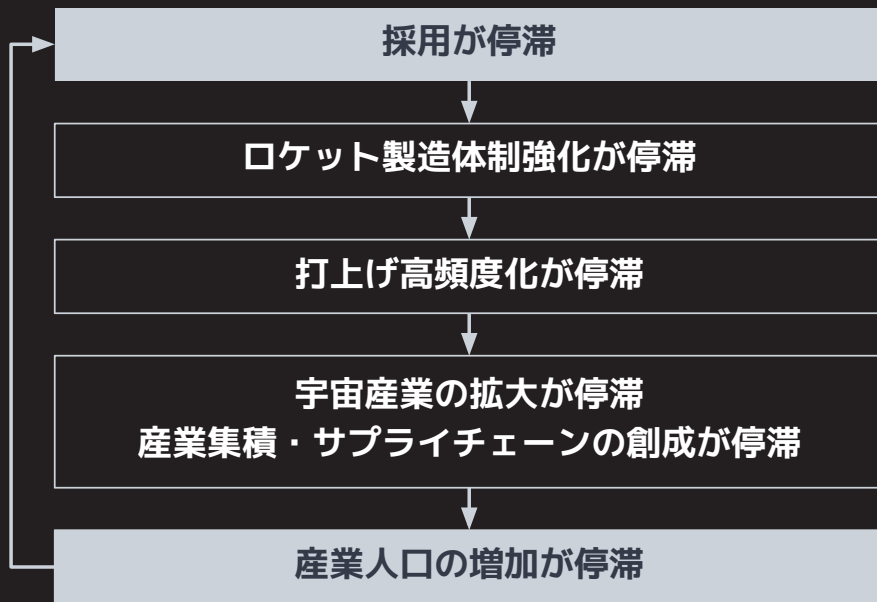 採用が停滞
ロケット製造体制強化が停滞
打上げ高頻度化が停滞
宇宙産業の拡大が停滞
産業集積・サプライチェーンの創成が停滞
産業人口の増加が停滞